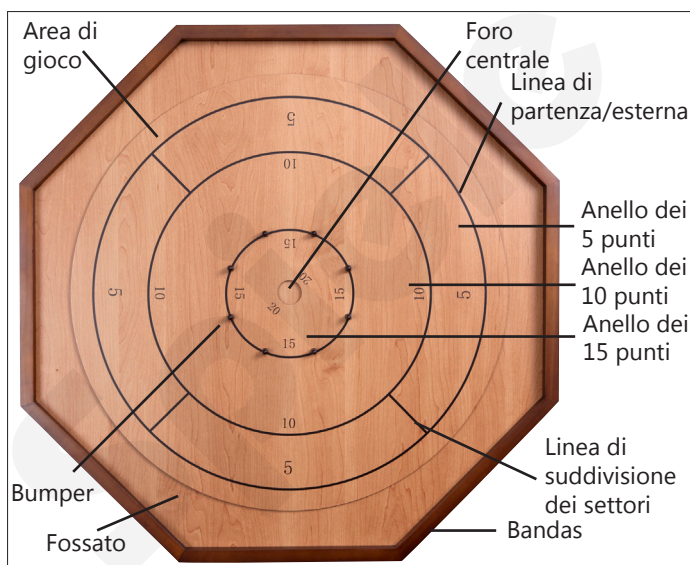 Area di
gioco
Foro
centrale
Linea di
partenza/esterna
Anello dei
5 punti
Anello dei
10 punti
Anello dei
15 punti
Linea di
suddivisione
dei settori
Bandas
Bumper
Fossato
5
10
15
20
5
10
15
15
10
5
20
15
10
5